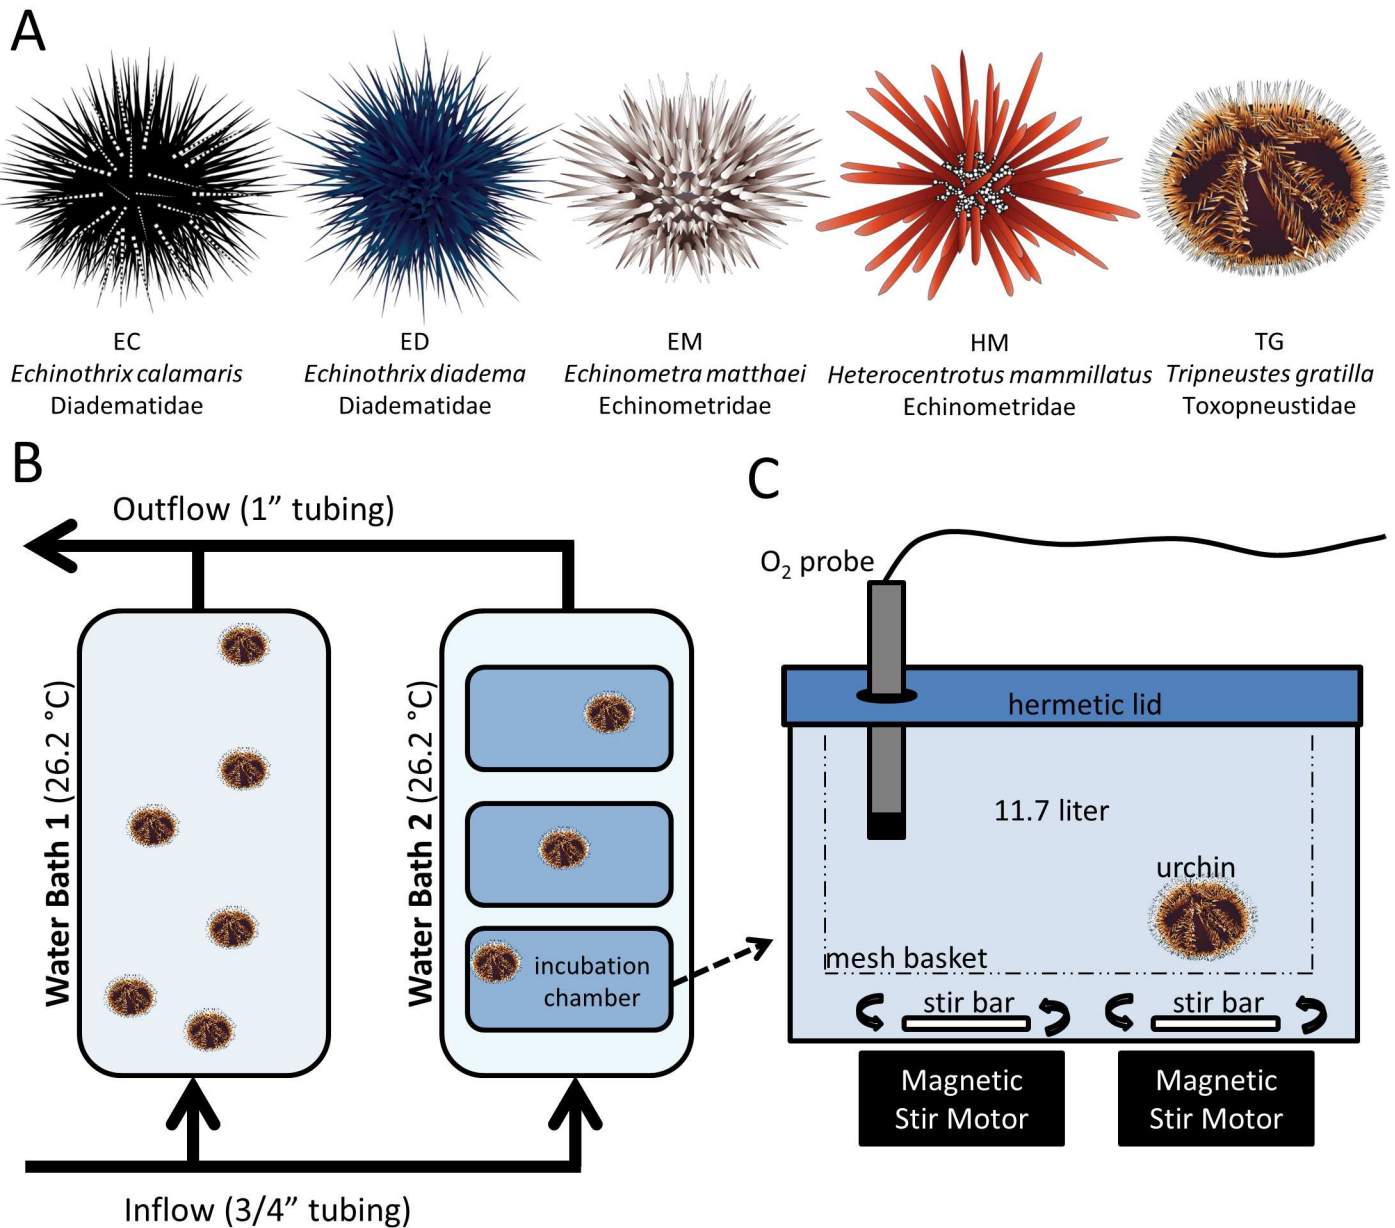 A
EC
Echinothrix calamaris
Diadematidae
ED
Echinothrix diadema
Diadematidae
EM
Echinometra matthaei
Echinometridae
HM
Heterocentrotus mammillatus
Echinometridae
TG
Tripneustes gratilla
Toxopneustidae
B
Outflow (1” tubing)
Water Bath 1 (26.2 °C)
Water Bath 2 (26.2 °C)
incubation
chamber
Inflow (3/4” tubing)
C
O₂ probe
hermetic lid
11.7 liter
urchin
mesh basket
stir bar
stir bar
Magnetic
Stir Motor
Magnetic
Stir Motor